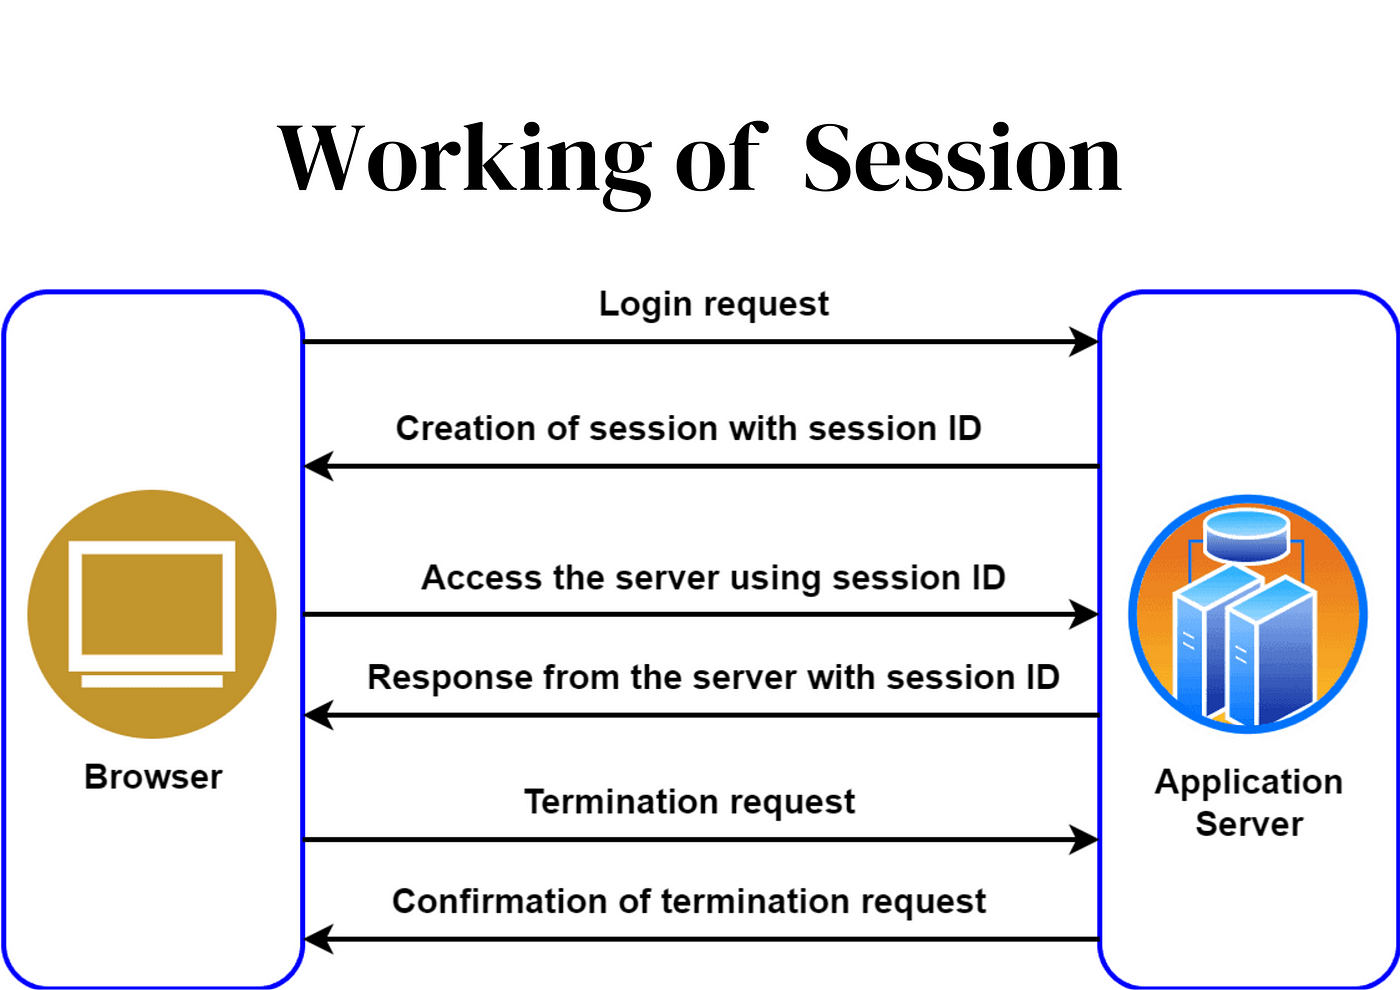 Working of Session
Login request
Creation of session with session ID
Access the server using session ID
Response from the server with session ID
Browser
Termination request
Application
Server
Confirmation of termination request